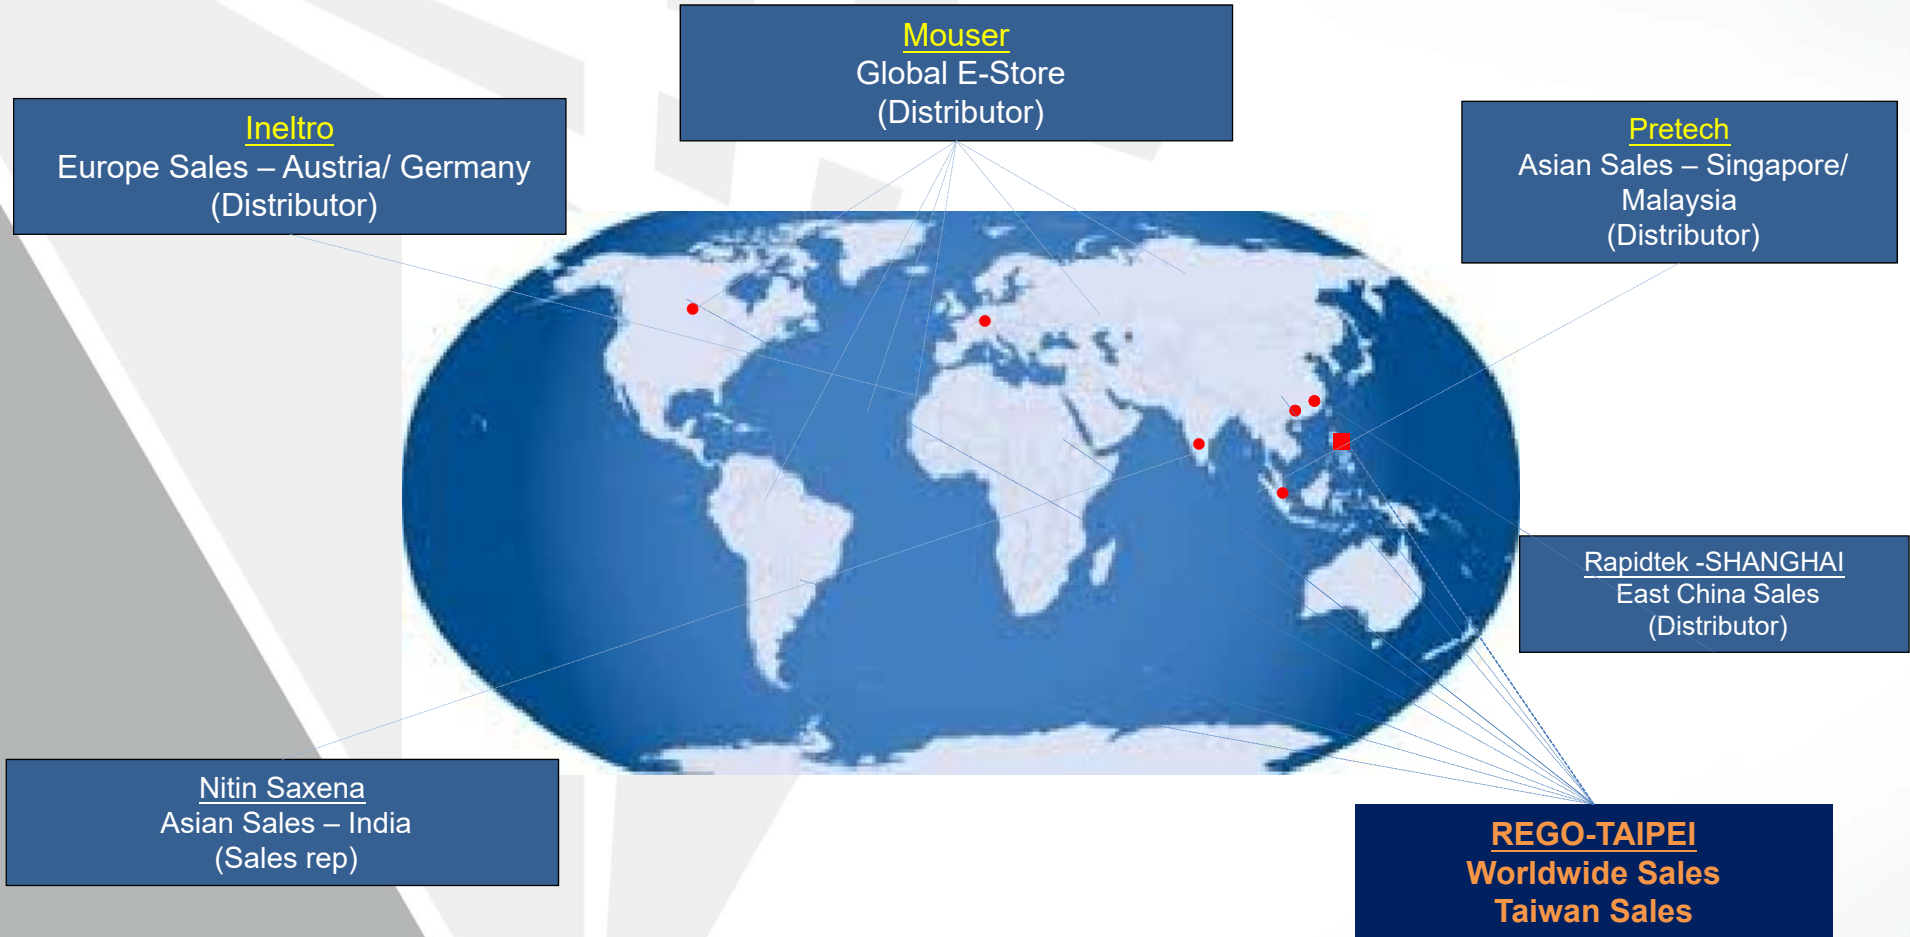 Mouser
Global E-Store
(Distributor)
Ineltro
Europe Sales – Austria/ Germany
(Distributor)
Pretech
Asian Sales – Singapore/
Malaysia
(Distributor)
Rapidtek -SHANGHAI
East China Sales
(Distributor)
Nitin Saxena
Asian Sales – India
(Sales rep)
REGO-TAIPEI
Worldwide Sales
Taiwan Sales